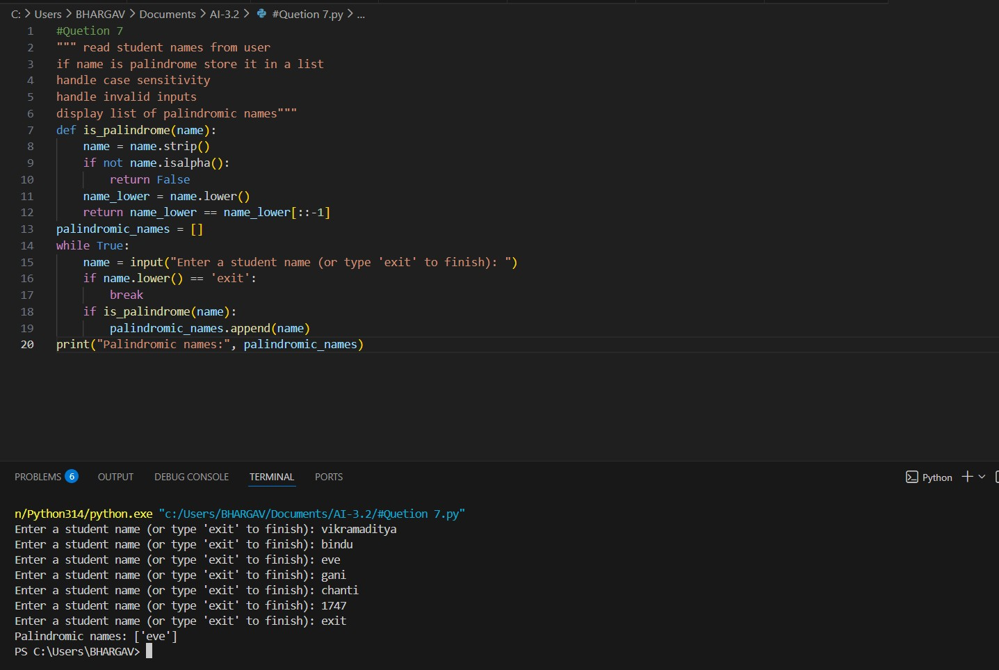 C: > Users > BHARGAV > Documents > AI-3.2 > #Quetion 7.py > ...
1 #Quetion 7
2 """ read student names from user
3 if name is palindrome store it in a list
4 handle case sensitivity
5 handle invalid inputs
6 display list of palindromic names"""
7 def is_palindrome(name):
8     name = name.strip()
9     if not name.isalpha():
10         return False
11     name_lower = name.lower()
12     return name_lower == name_lower[::-1]
13 palindromic_names = []
14 while True:
15     name = input("Enter a student name (or type 'exit' to finish): ")
16     if name.lower() == 'exit':
17         break
18     if is_palindrome(name):
19         palindromic_names.append(name)
20 print("Palindromic names:", palindromic_names)
PROBLEMS 6 OUTPUT DEBUG CONSOLE TERMINAL PORTS Python
n/Python314/python.exe "c:/Users/BHARGAV/Documents/AI-3.2/#Quetion 7.py"
Enter a student name (or type 'exit' to finish): vikramaditya
Enter a student name (or type 'exit' to finish): bindu
Enter a student name (or type 'exit' to finish): eve
Enter a student name (or type 'exit' to finish): gani
Enter a student name (or type 'exit' to finish): chanti
Enter a student name (or type 'exit' to finish): 1747
Enter a student name (or type 'exit' to finish): exit
Palindromic names: ['eve']
PS C:\Users\BHARGAV>